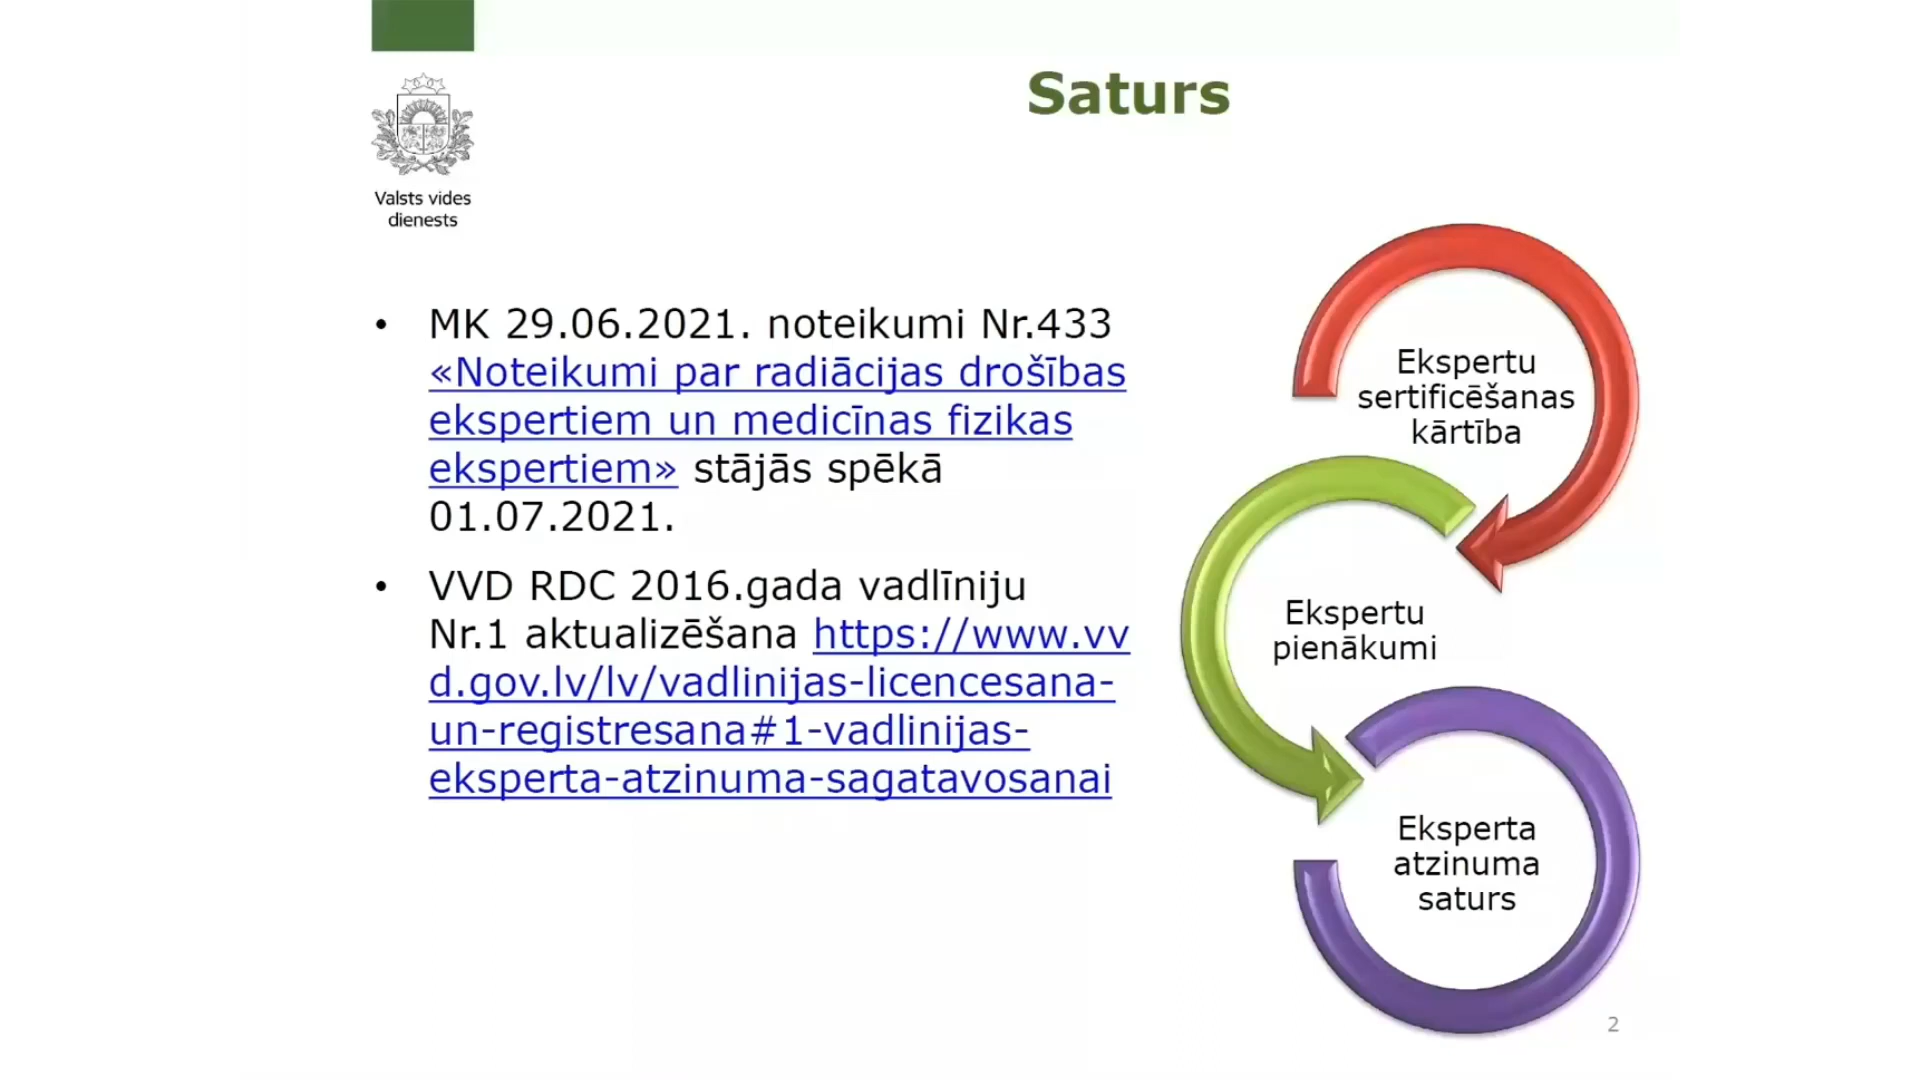 Saturs
Valsts vides
dienests
• MK 29.06.2021. noteikumi Nr.433
«Noteikumi par radiācijas drošības
ekspertiem un medicīnas fizikas
ekspertiem» stājās spēkā
01.07.2021.
• VVD RDC 2016.gada vadlīniju
Nr.1 aktualizēšana https://www.vv
d.gov.lv/lv/vadlinijas-licencesana-
un-registresana#1-vadlinijas-
eksperta-atzinuma-sagatavosanai
Ekspertu
sertificēšanas
kārtība
Ekspertu
pienākumi
Eksperta
atzinuma
saturs
2